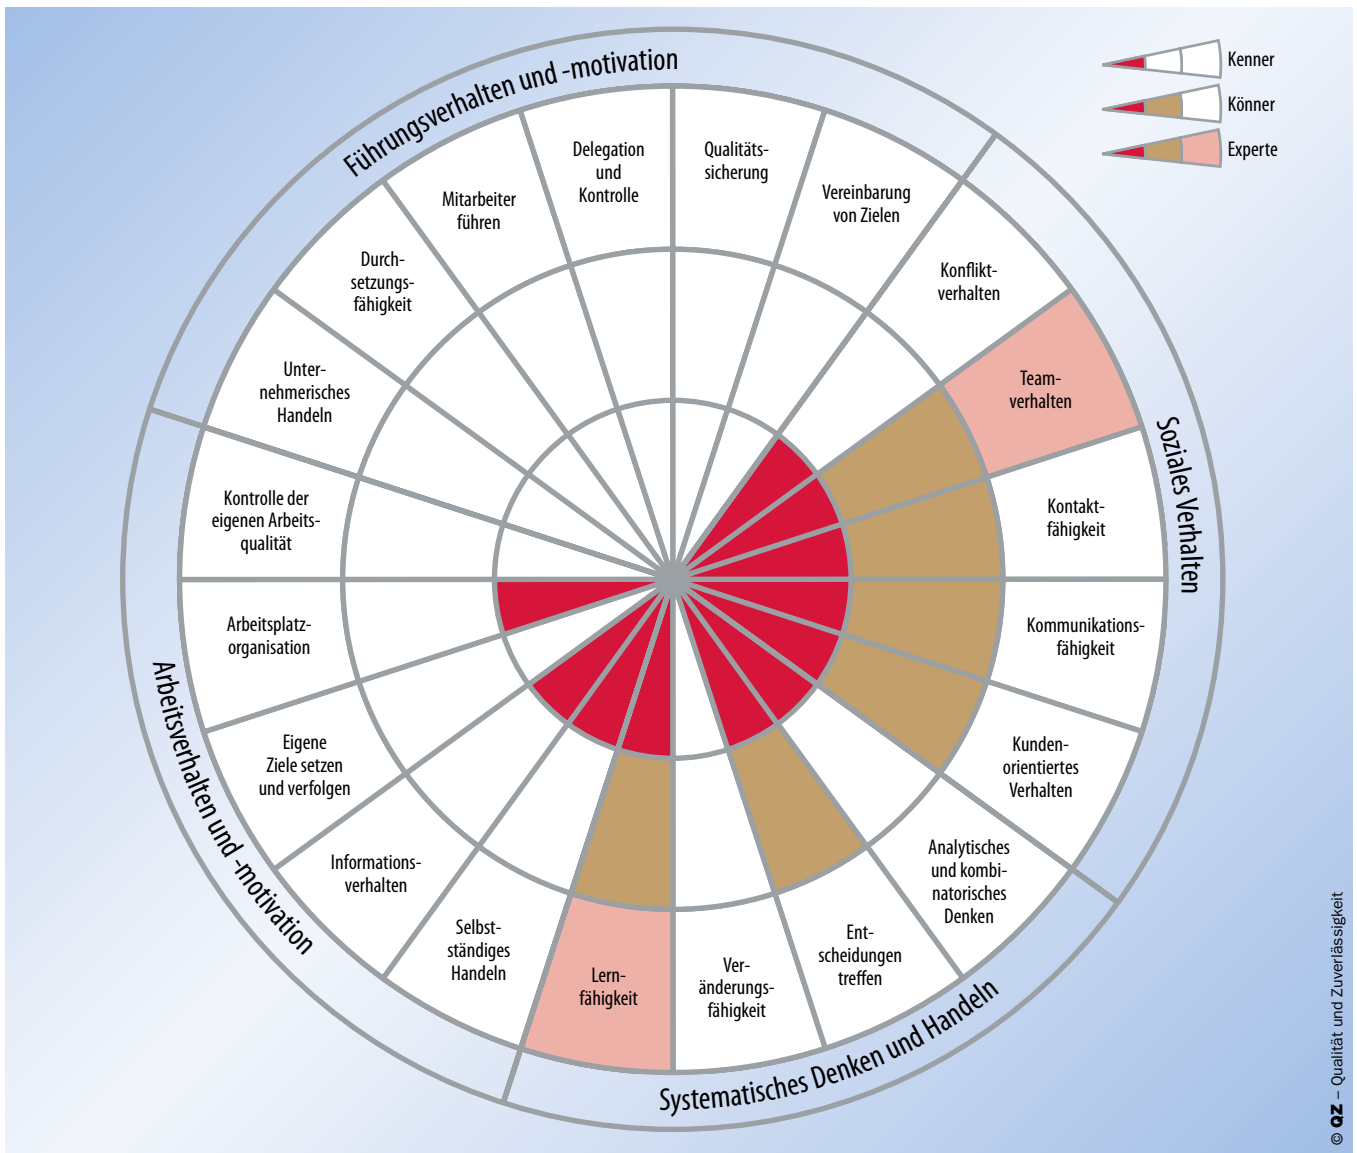 Führungsverhalten und -motivation
Kenner
Könner
Experte
Delegation
und
Kontrolle
Qualitäts-
sicherung
Vereinbarung
von Zielen
Konflikt-
verhalten
Team-
verhalten
Kontakt-
fähigkeit
Kommunikations-
fähigkeit
Kunden-
orientiertes
Verhalten
Soziales Verhalten
Analytisches
und kombi-
natorisches
Denken
Ent-
scheidungen
treffen
Ver-
änderungs-
fähigkeit
Lern-
fähigkeit
Systematisches Denken und Handeln
Selbst-
ständiges
Handeln
Informations-
verhalten
Eigene
Ziele setzen
und verfolgen
Arbeitsplatz-
organisation
Kontrolle der
eigenen Arbeits-
qualität
Arbeitsverhalten und -motivation
Unter-
nehmerisches
Handeln
Durch-
setzungs-
fähigkeit
Mitarbeiter
führen
© QZ – Qualität und Zuverlässigkeit